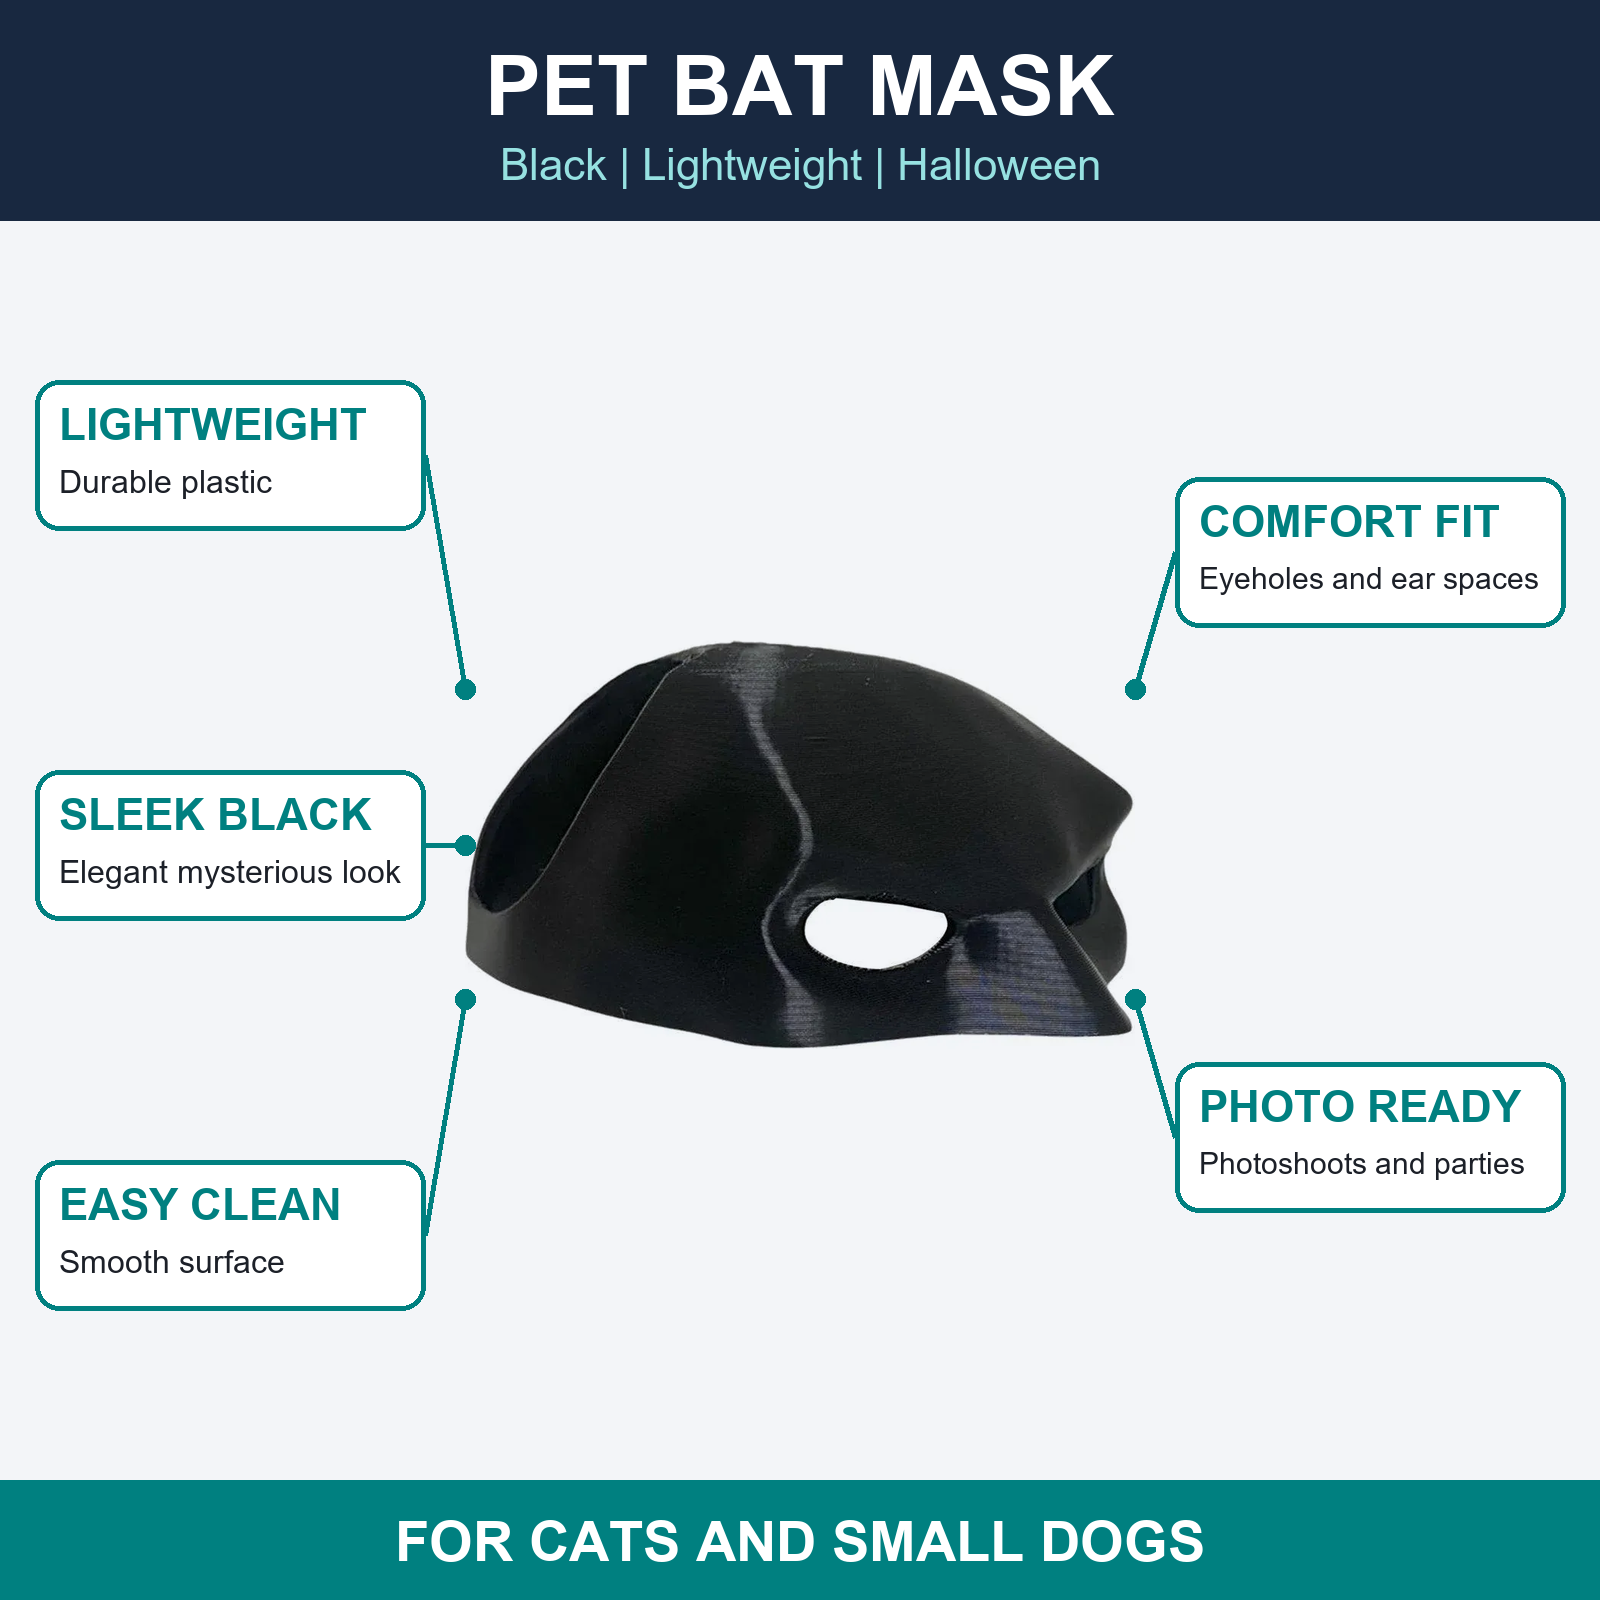 PET BAT MASK
Black | Lightweight | Halloween
LIGHTWEIGHT
Durable plastic
COMFORT FIT
Eyeholes and ear spaces
SLEEK BLACK
Elegant mysterious look
PHOTO READY
Photoshoots and parties
EASY CLEAN
Smooth surface
FOR CATS AND SMALL DOGS